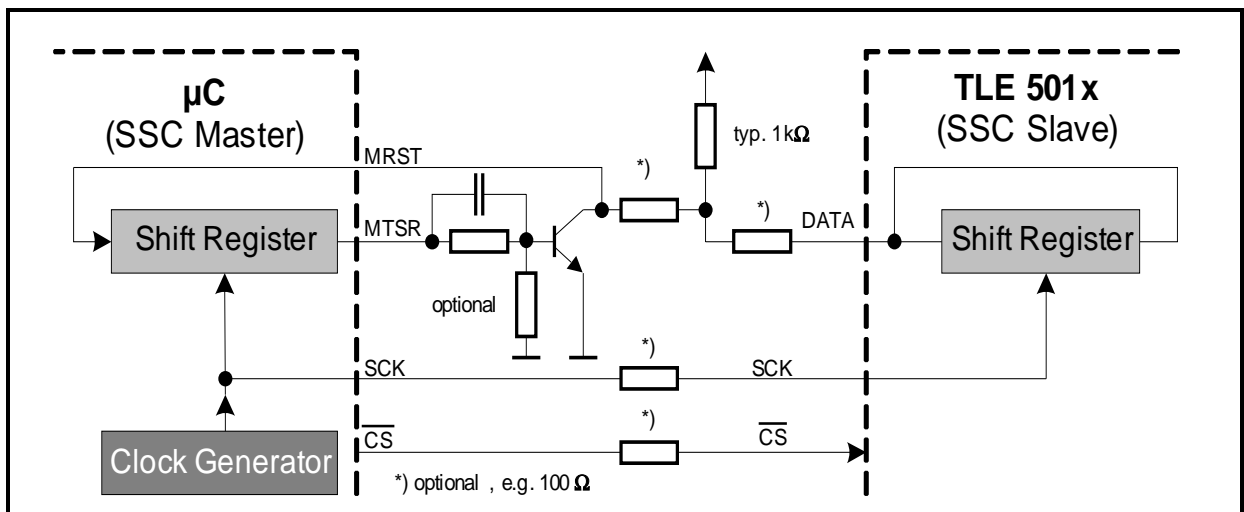 µC
(SSC Master)
TLE 501x
(SSC Slave)
typ. 1kΩ
MRST
*)
*)
MTSR
DATA
Shift Register
Shift Register
optional
*)
SCK
SCK
*)
CS
CS
Clock Generator
*) optional , e.g. 100 Ω